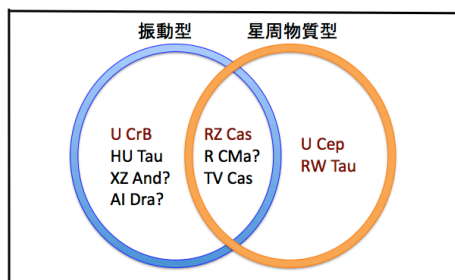 振動型
星周物質型
U CrB
HU Tau
XZ And?
AI Dra?
RZ Cas
R CMa?
TV Cas
U Cep
RW Tau